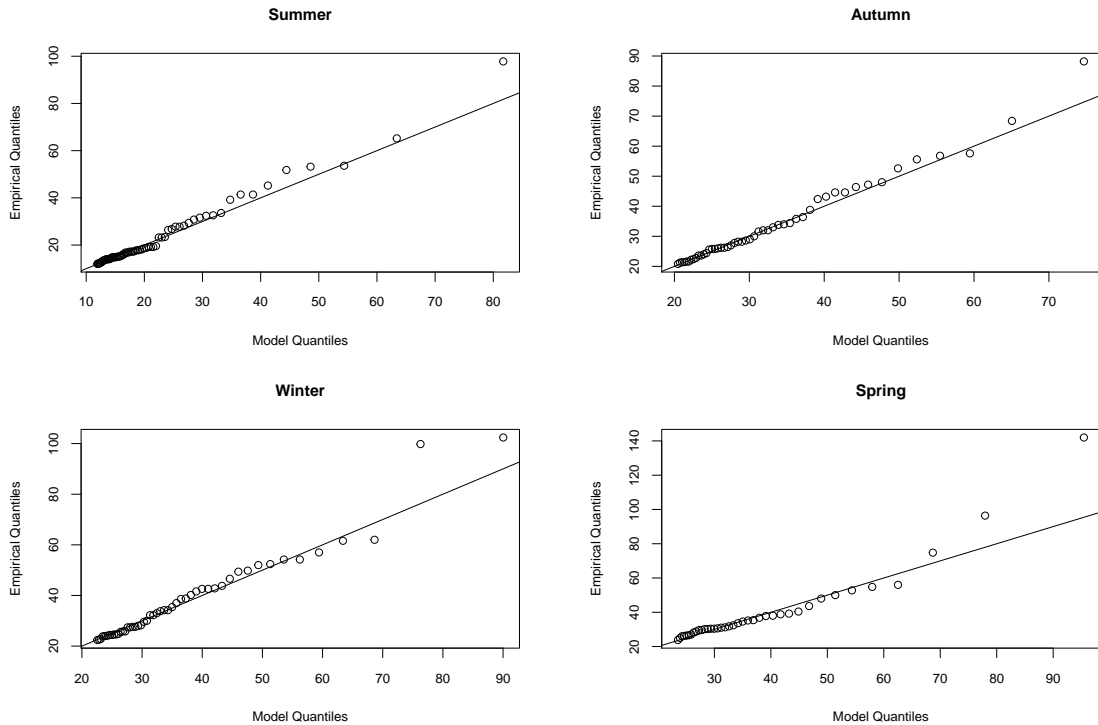 Summer
Empirical Quantiles
100
80
60
40
20
10 20 30 40 50 60 70 80
Model Quantiles
Autumn
Empirical Quantiles
90
80
70
60
50
40
30
20
20 30 40 50 60 70
Model Quantiles
Winter
Empirical Quantiles
100
80
60
40
20
20 30 40 50 60 70 80 90
Model Quantiles
Spring
Empirical Quantiles
140
120
100
80
60
40
20
30 40 50 60 70 80 90
Model Quantiles